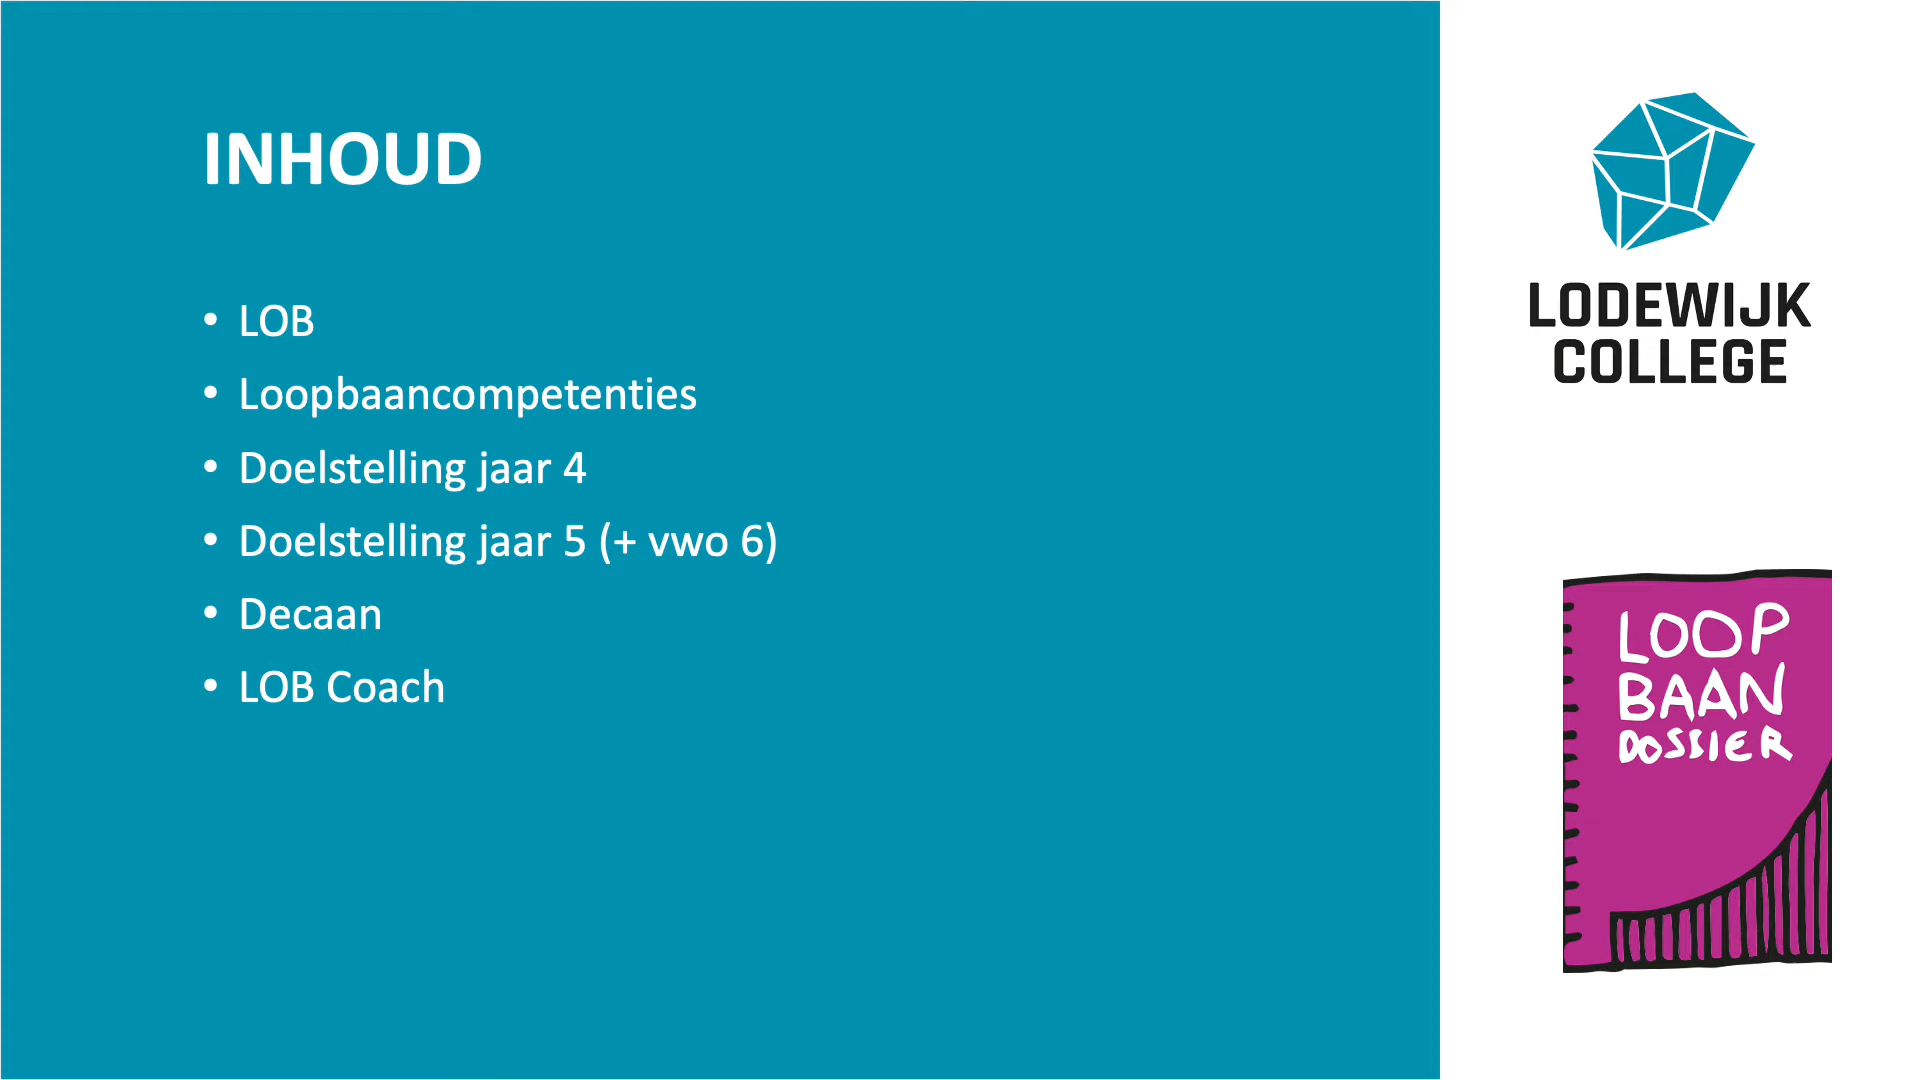 INHOUD
• LOB
• Loopbaancompetenties
• Doelstelling jaar 4
• Doelstelling jaar 5 (+ vwo 6)
• Decaan
• LOB Coach
LODEWIJK
COLLEGE
LOOP
BAAN
DOSSIER